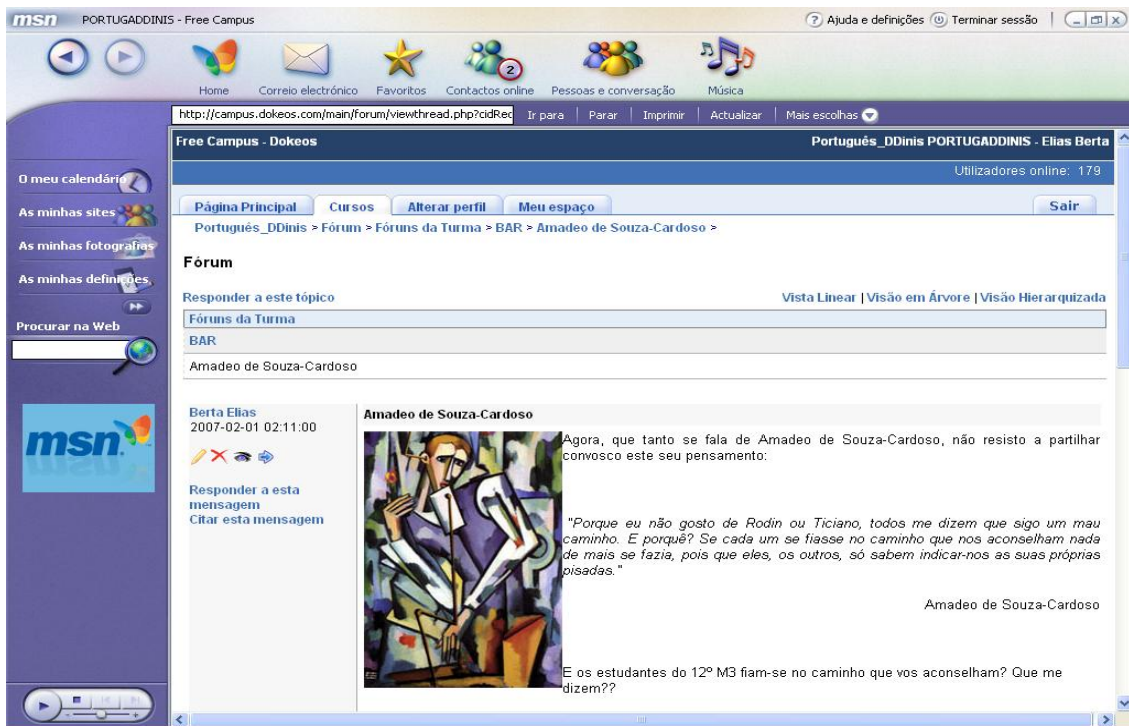 msn PORTUGADDINIS - Free Campus
Ajuda e definições Terminar sessão
2
Home Correio electrónico Favoritos Contactos online Pessoas e conversação Música
http://campus.dokeos.com/main/forum/viewthread.php?cidRec Ir para Parar Imprimir Actualizar Mais escolhas
Free Campus - Dokeos Português_DDinis PORTUGADDINIS - Elias Berta
Utilizadores online: 179
O meu calendário
As minhas sites
As minhas fotografias
As minhas definições
Procurar na Web
msn
Página Principal Cursos Alterar perfil Meu espaço Sair
Português_DDinis > Fórum > Fóruns da Turma > BAR > Amadeo de Souza-Cardoso >
Fórum
Responder a este tópico Vista Linear | Visão em Árvore | Visão Hierarquizada
Fóruns da Turma
BAR
Amadeo de Souza-Cardoso
Berta Elias
2007-02-01 02:11:00
Responder a esta
mensagem
Citar esta mensagem
Amadeo de Souza-Cardoso
Agora, que tanto se fala de Amadeo de Souza-Cardoso, não resisto a partilhar
convosco este seu pensamento:
"Porque eu não gosto de Rodin ou Ticiano, todos me dizem que sigo um mau
caminho. E porquê? Se cada um se fiasse no caminho que nos aconselham nada
de mais se fazia, pois que eles, os outros, só sabem indicar-nos as suas próprias
pisadas."
Amadeo de Souza-Cardoso
E os estudantes do 12º M3 fiam-se no caminho que vos aconselham? Que me
dizem??